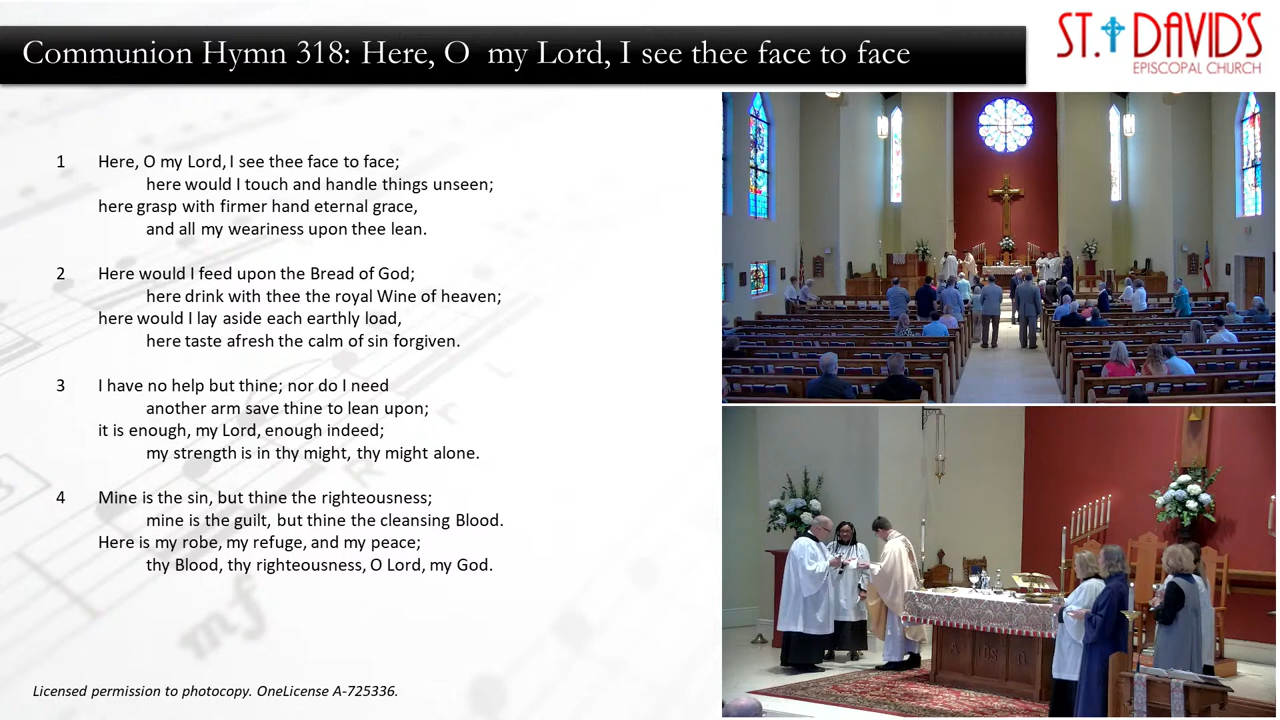 Communion Hymn 318: Here, O my Lord, I see thee face to face
ST. DAVID'S
EPISCOPAL CHURCH
1 Here, O my Lord, I see thee face to face;
here would I touch and handle things unseen;
here grasp with firmer hand eternal grace,
and all my weariness upon thee lean.
2 Here would I feed upon the Bread of God;
here drink with thee the royal Wine of heaven;
here would I lay aside each earthly load,
here taste afresh the calm of sin forgiven.
3 I have no help but thine; nor do I need
another arm save thine to lean upon;
it is enough, my Lord, enough indeed;
my strength is in thy might, thy might alone.
4 Mine is the sin, but thine the righteousness;
mine is the guilt, but thine the cleansing Blood.
Here is my robe, my refuge, and my peace;
thy Blood, thy righteousness, O Lord, my God.
mf
Licensed permission to photocopy. OneLicense A-725336.